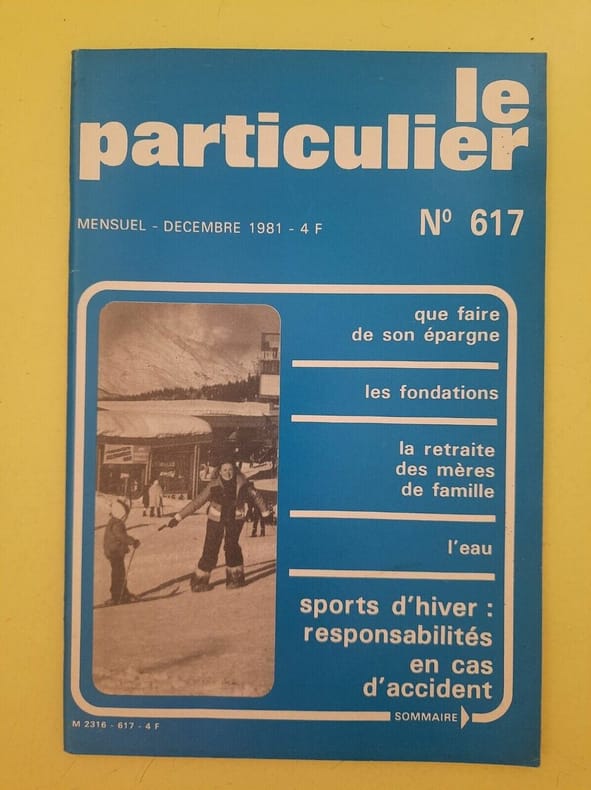 le
particulier
MENSUEL - DECEMBRE 1981 - 4 F
Nº 617
que faire
de son épargne
les fondations
la retraite
des mères
de famille
l'eau
sports d'hiver :
responsabilités
en cas
d'accident
SOMMAIRE
M 2316 - 617 - 4 F